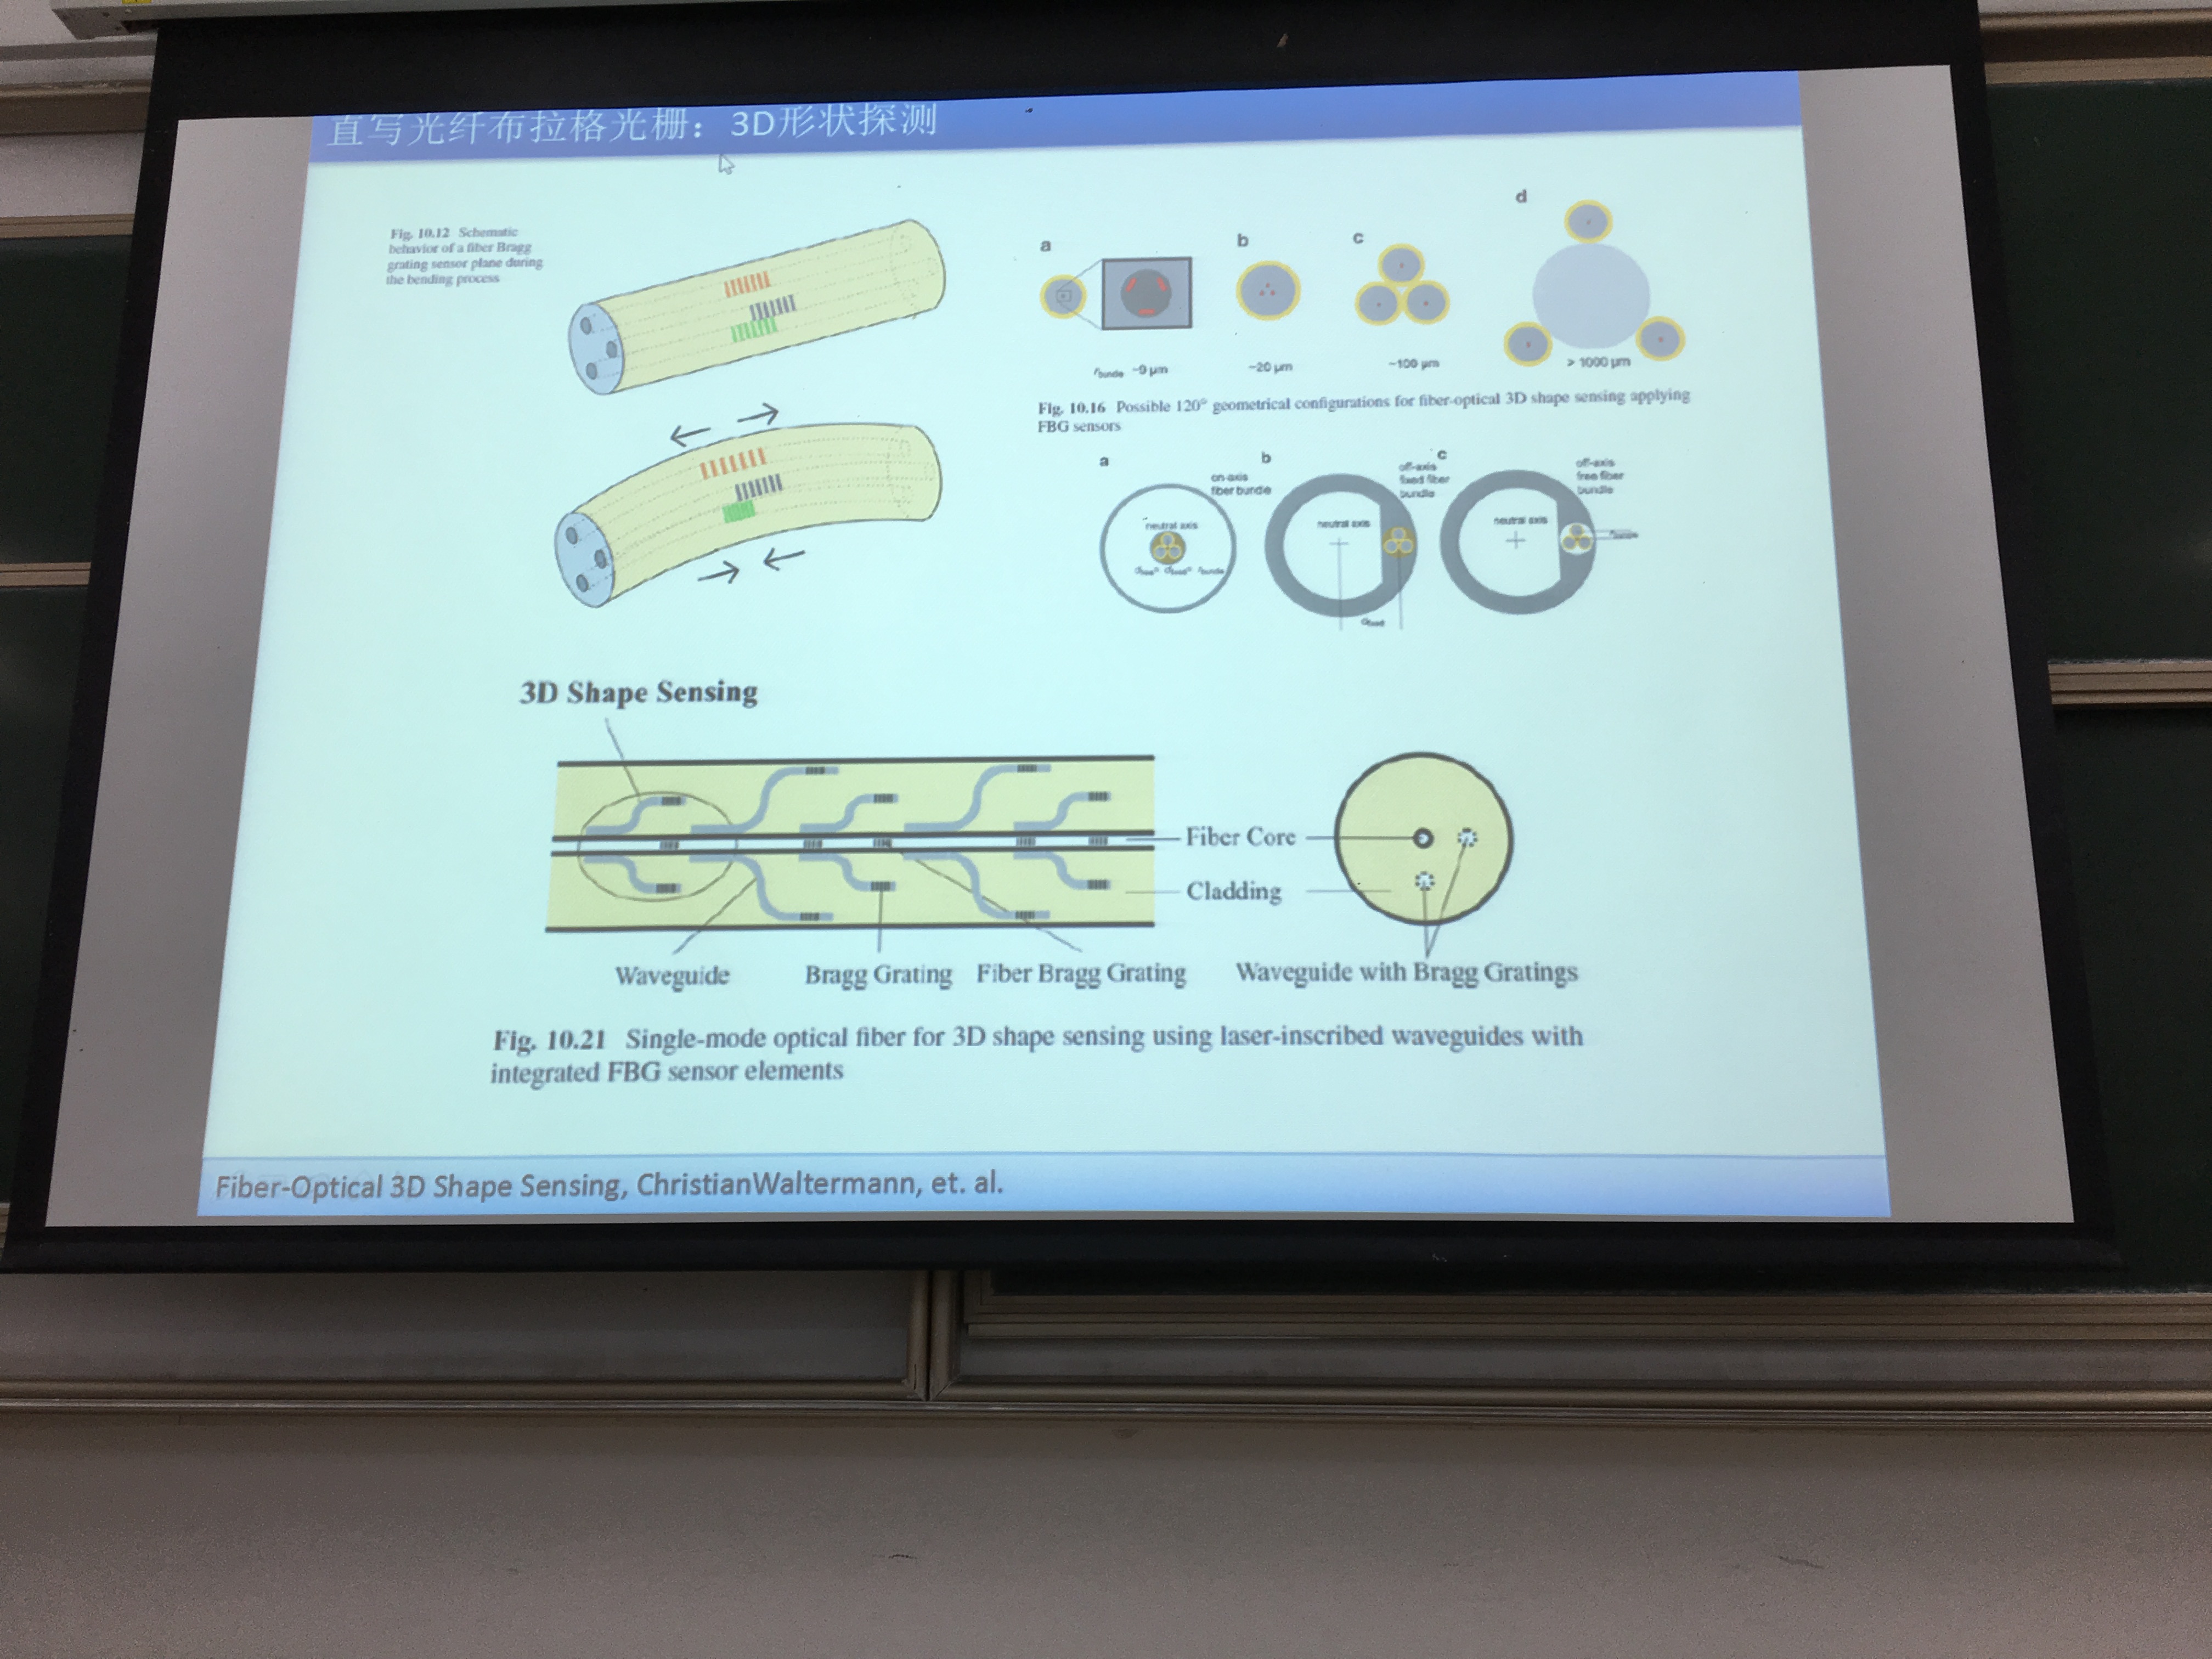 直写光纤布拉格光栅：3D形状探测
Fig. 10.12 Schematic
behavior of a fiber Bragg
grating sensor plane during
the bending process
a
b
c
d
~9 μm
~20 μm
~100 μm
> 1000 μm
Fig. 10.16 Possible 120° geometrical configurations for fiber-optical 3D shape sensing applying
FBG sensors
a
on-axis
fiber bundle
neutral axis
b
off-axis
fixed fiber
bundle
neutral axis
c
off-axis
free fiber
bundle
neutral axis
3D Shape Sensing
Fiber Core
Cladding
Waveguide
Bragg Grating
Fiber Bragg Grating
Waveguide with Bragg Gratings
Fig. 10.21 Single-mode optical fiber for 3D shape sensing using laser-inscribed waveguides with
integrated FBG sensor elements
Fiber-Optical 3D Shape Sensing, ChristianWaltermann, et. al.